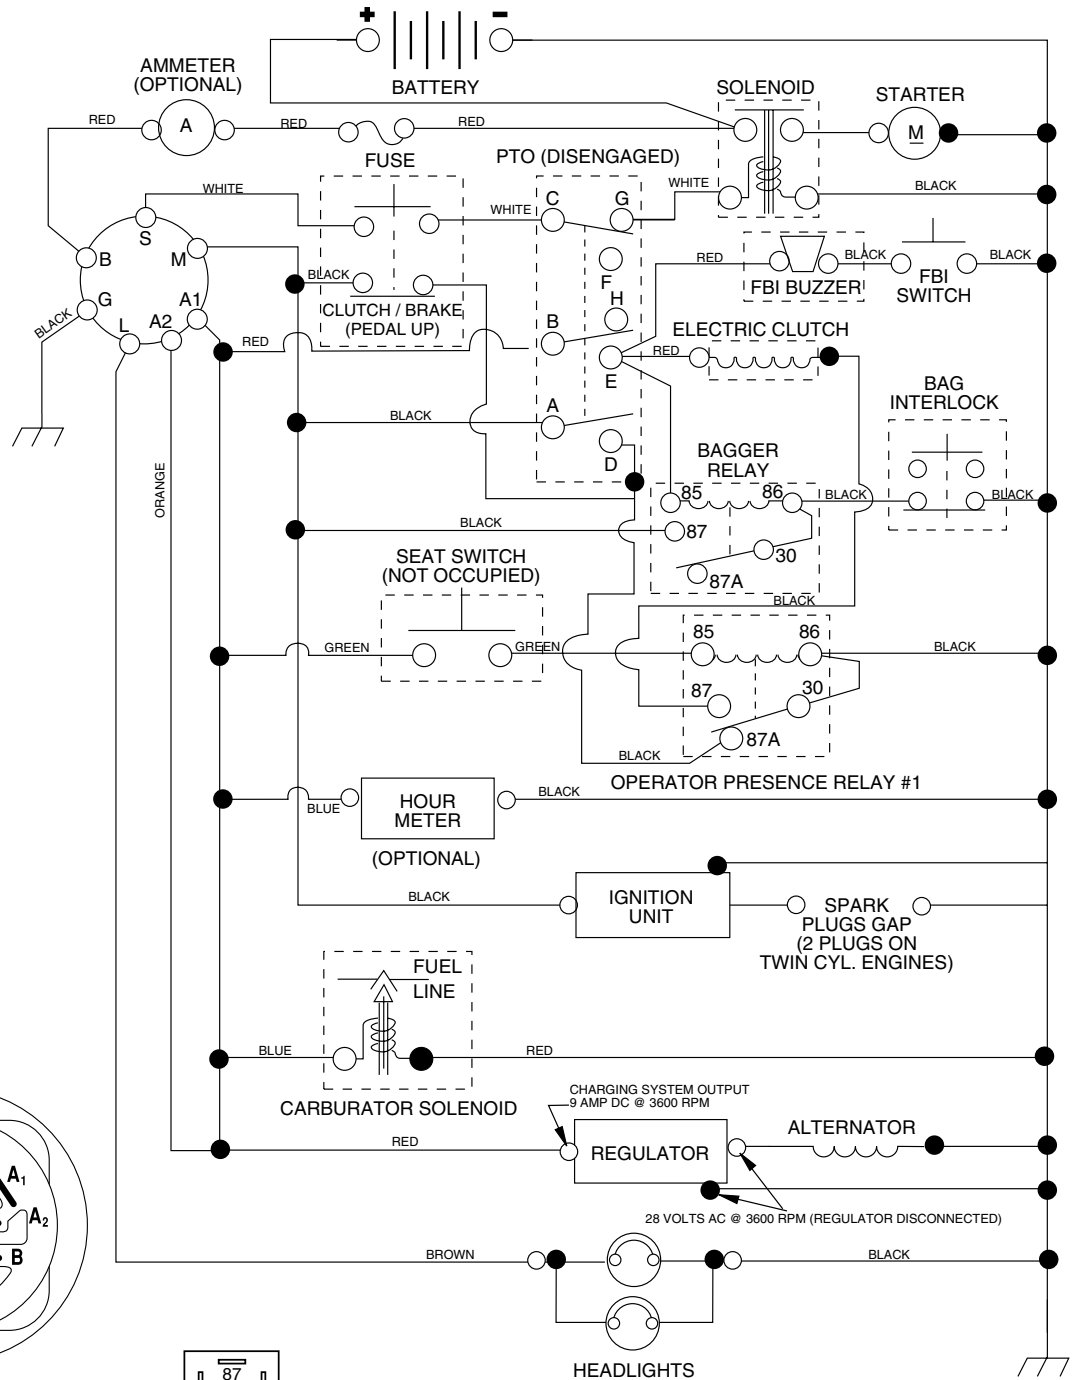 +
−
BATTERY
AMMETER
(OPTIONAL)
RED
A
RED
FUSE
RED
SOLENOID
STARTER
M
PTO (DISENGAGED)
WHITE
WHITE
WHITE
BLACK
C
G
F
H
B
E
A
D
S
B
M
G
A1
L
A2
BLACK
BLACK
CLUTCH / BRAKE
(PEDAL UP)
RED
RED
FBI BUZZER
BLACK
FBI
SWITCH
BLACK
ELECTRIC CLUTCH
RED
BAG
INTERLOCK
BLACK
BAGGER
RELAY
85
86
BLACK
BLACK
87
30
87A
BLACK
ORANGE
BLACK
SEAT SWITCH
(NOT OCCUPIED)
GREEN
GREEN
85
86
BLACK
87
30
87A
BLACK
OPERATOR PRESENCE RELAY #1
BLUE
HOUR
METER
BLACK
(OPTIONAL)
BLACK
IGNITION
UNIT
SPARK
PLUGS GAP
(2 PLUGS ON
TWIN CYL. ENGINES)
FUEL
LINE
BLUE
RED
CARBURATOR SOLENOID
CHARGING SYSTEM OUTPUT
9 AMP DC @ 3600 RPM
RED
REGULATOR
ALTERNATOR
28 VOLTS AC @ 3600 RPM (REGULATOR DISCONNECTED)
A1
A2
B
BROWN
BLACK
HEADLIGHTS
87